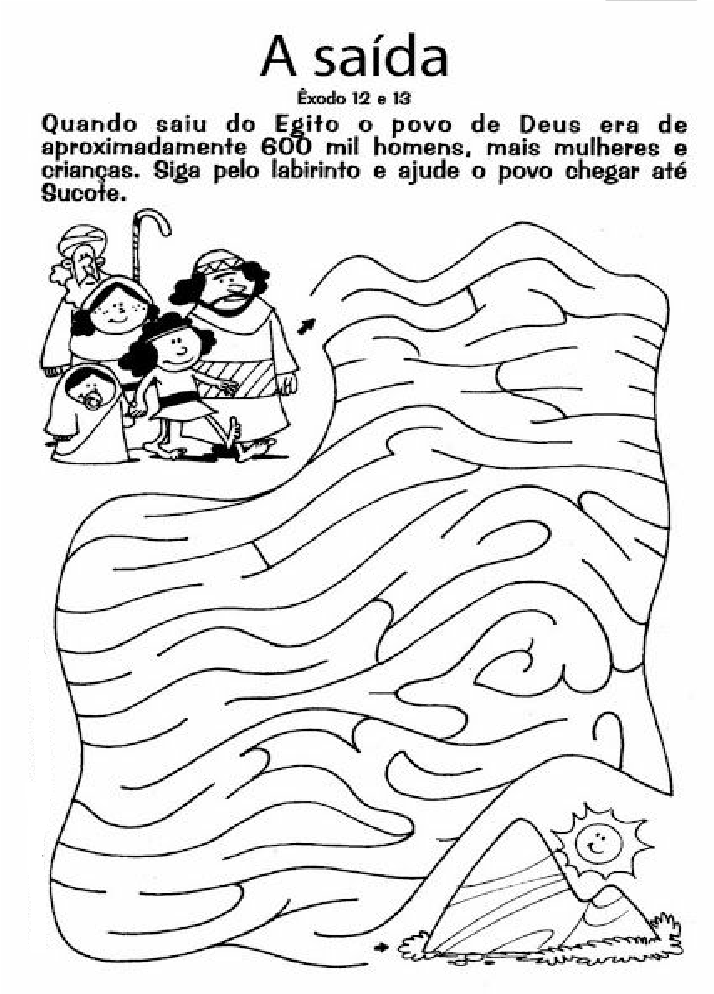 A saída
Êxodo 12 e 13
Quando saiu do Egito o povo de Deus era de
aproximadamente 600 mil homens, mais mulheres e
crianças. Siga pelo labirinto e ajude o povo chegar até
Sucote.